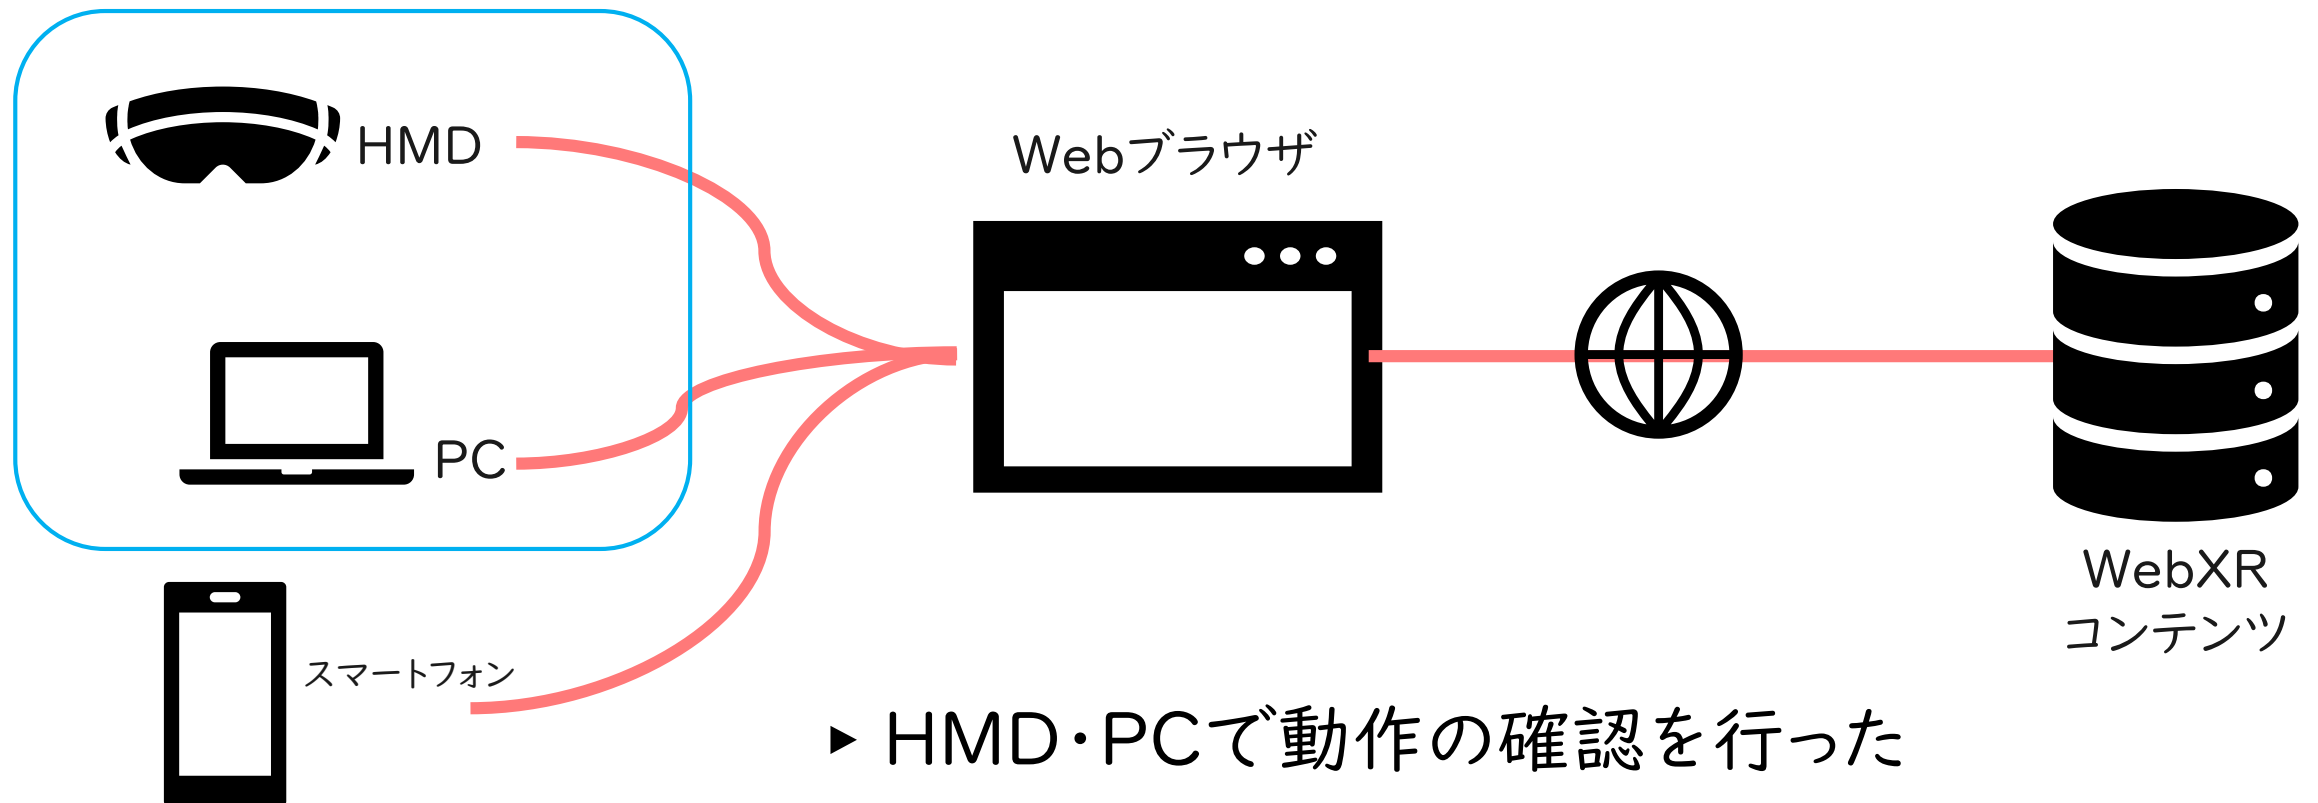 HMD
Webブラウザ
PC
WebXR
コンテンツ
スマートフォン
▶ HMD・PCで動作の確認を行った